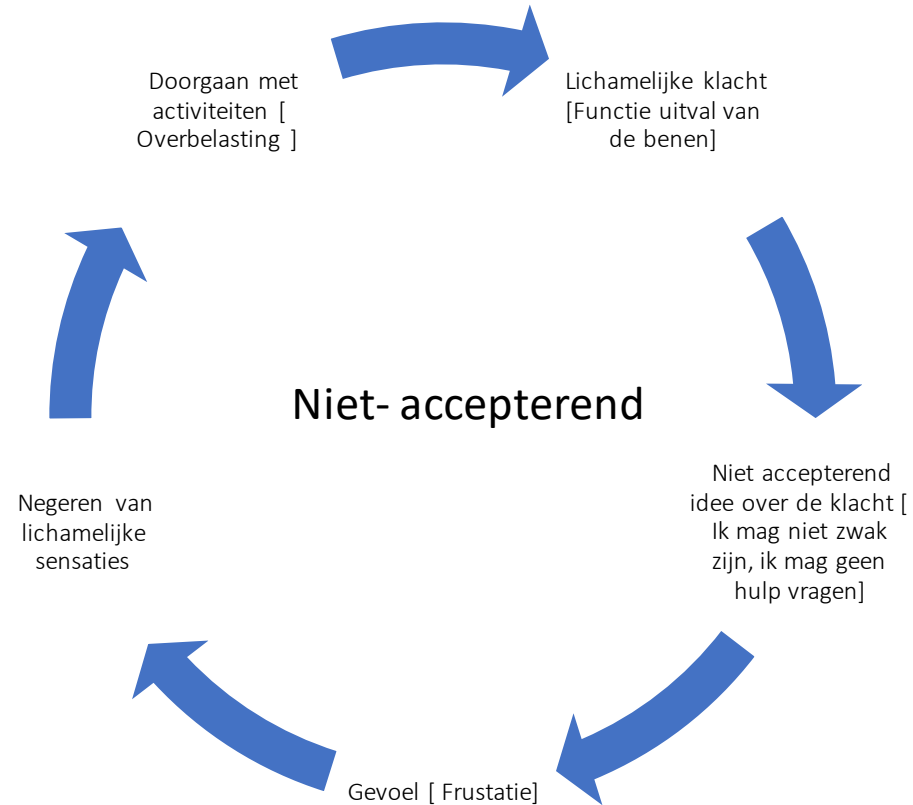 Doorgaan met
activiteiten [
Overbelasting ]
Lichamelijke klacht
[Functie uitval van
de benen]
Niet- accepterend
Niet accepterend
idee over de klacht [
Ik mag niet zwak
zijn, ik mag geen
hulp vragen]
Gevoel [ Frustatie]
Negeren van
lichamelijke
sensaties